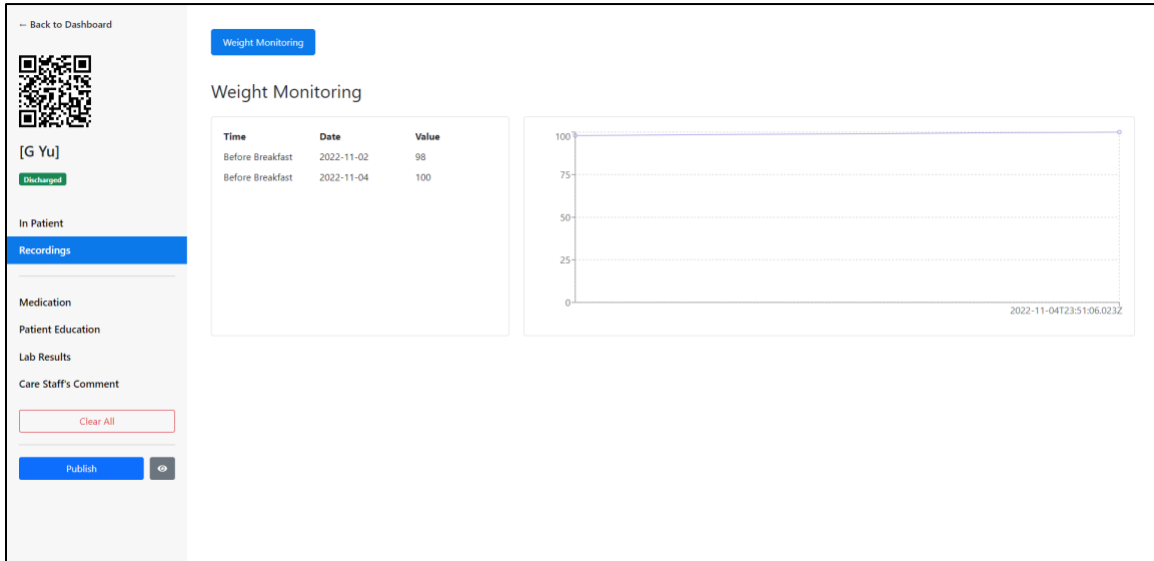 ← Back to Dashboard
[G Yu]
Discharged
In Patient
Recordings
Medication
Patient Education
Lab Results
Care Staff's Comment
Clear All
Publish
Weight Monitoring
Weight Monitoring
Time Date Value
Before Breakfast 2022-11-02 98
Before Breakfast 2022-11-04 100
100
75
50
25
0
2022-11-04T23:51:06.023Z